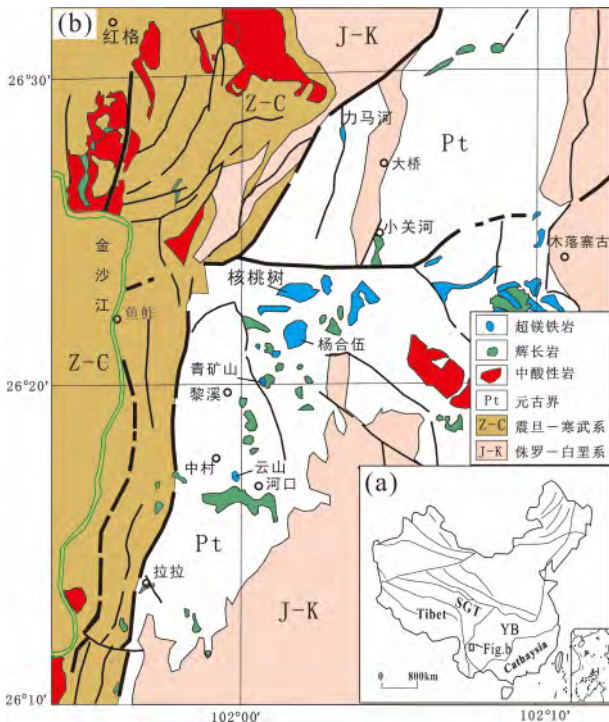 (b)
红格
J-K
26°30'
Z-C
力马河
Pt
大桥
小关河
木落寨古
金沙江
核桃树
鱼鲊
杨合伍
超镁铁岩
辉长岩
Z-C
青矿山
中酸性岩
26°20'
黎溪
Pt 元古界
Z-C 震旦—寒武系
J-K 侏罗—白垩系
中村
云山
河口
(a)
Pt
拉拉
J-K
Tibet
SGT
YB
Fig.b
Cathaysia
0 800km
26°10'
102°00'
102°10'